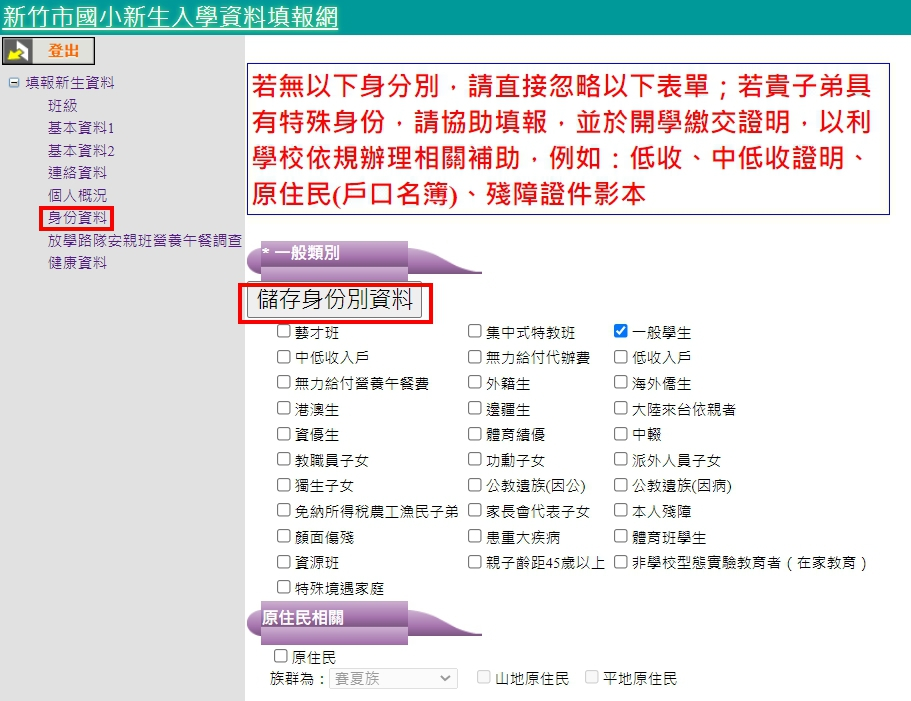 新竹市國小新生入學資料填報網
登出
填報新生資料
班級
基本資料1
基本資料2
連絡資料
個人概況
身份資料
放學路隊安親班營養午餐調查
健康資料
若無以下身分別，請直接忽略以下表單；若貴子弟具
有特殊身份，請協助填報，並於開學繳交證明，以利
學校依規辦理相關補助，例如：低收、中低收證明、
原住民(戶口名簿)、殘障證件影本
* 一般類別
儲存身份別資料
藝才班 集中式特教班 一般學生
中低收入戶 無力給付代辦費 低收入戶
無力給付營養午餐費 外籍生 海外僑生
港澳生 邊疆生 大陸來台依親者
資優生 體育績優 中輟
教職員子女 功勳子女 派外人員子女
獨生子女 公教遺族(因公) 公教遺族(因病)
免納所得稅農工漁民子弟 家長會代表子女 本人殘障
顏面傷殘 患重大疾病 體育班學生
資源班 親子齡距45歲以上 非學校型態實驗教育者（在家教育）
特殊境遇家庭
原住民相關
原住民
族群為：賽夏族 山地原住民 平地原住民